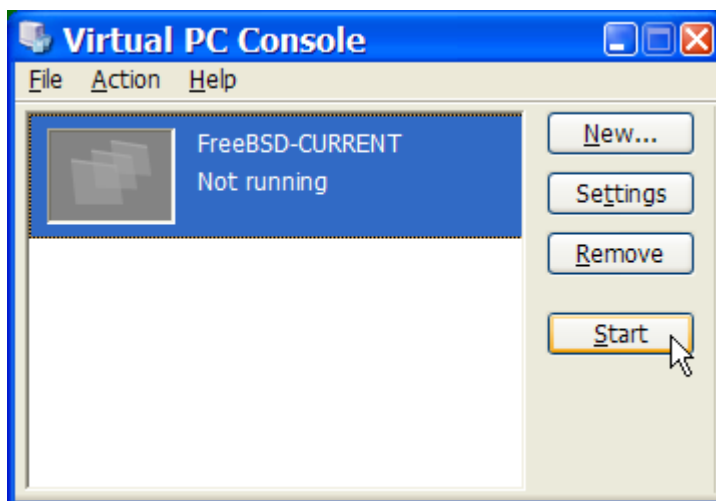 Virtual PC Console
File Action Help
FreeBSD-CURRENT
Not running
New...
Settings
Remove
Start